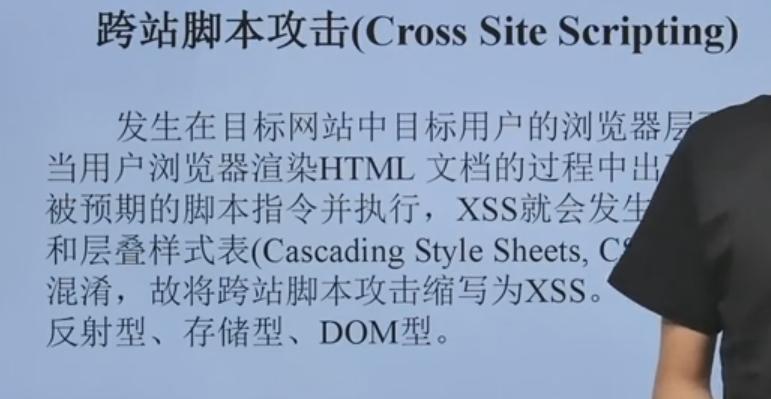 跨站脚本攻击(Cross Site Scripting)
发生在目标网站中目标用户的浏览器层
当用户浏览器渲染HTML 文档的过程中出
被预期的脚本指令并执行，XSS就会发生
和层叠样式表(Cascading Style Sheets,
混淆，故将跨站脚本攻击缩写为XSS。
反射型、存储型、DOM型。